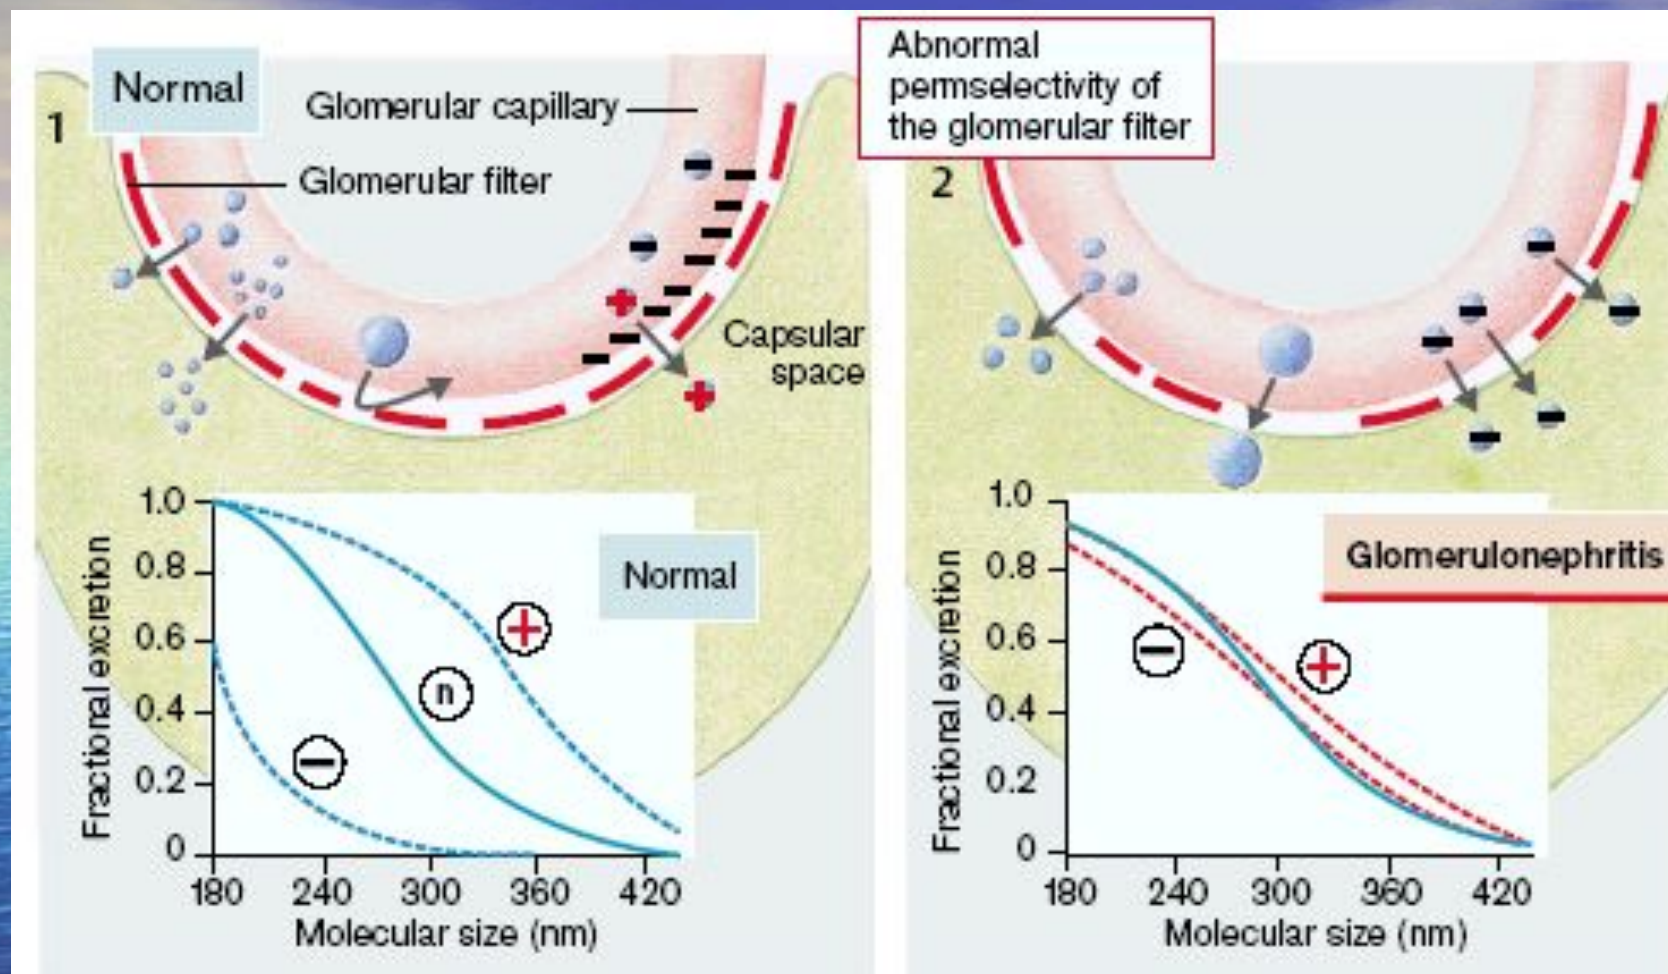 Normal
1
Glomerular capillary
Glomerular filter
Capsular
space
1.0
0.8
0.6
0.4
0.2
0
Fractional excretion
Normal
+
n
−
180 240 300 360 420
Molecular size (nm)
Abnormal
permselectivity of
the glomerular filter
2
1.0
0.8
0.6
0.4
0.2
0
Fractional excretion
Glomerulonephritis
−
+
180 240 300 360 420
Molecular size (nm)